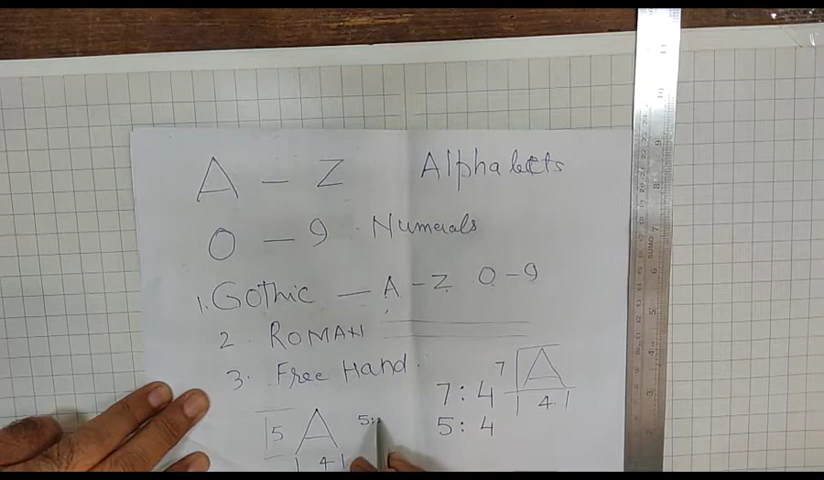 A - Z Alphabets
0 - 9 Numerals
1. Gothic - A - Z 0 - 9
2 ROMAN
3. Free Hand.
7 A
7 : 4 4
5 : 4
5 A 5:
4
SUMO